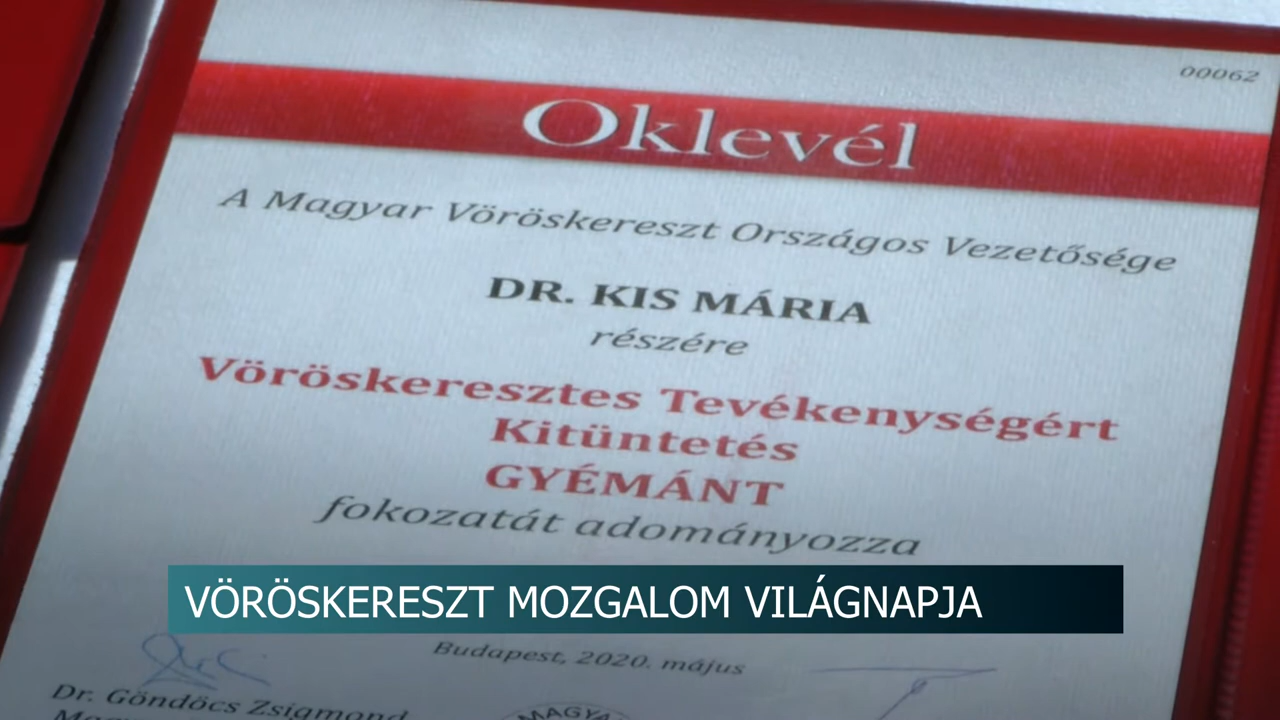 00062
Oklevél
A Magyar Vöröskereszt Országos Vezetősége
DR. KIS MÁRIA
részére
Vöröskeresztes Tevékenységért
Kitüntetés
GYÉMÁNT
fokozatát adományozza
VÖRÖSKERESZT MOZGALOM VILÁGNAPJA
Budapest, 2020. május
Dr. Göndöcs Zsigmond